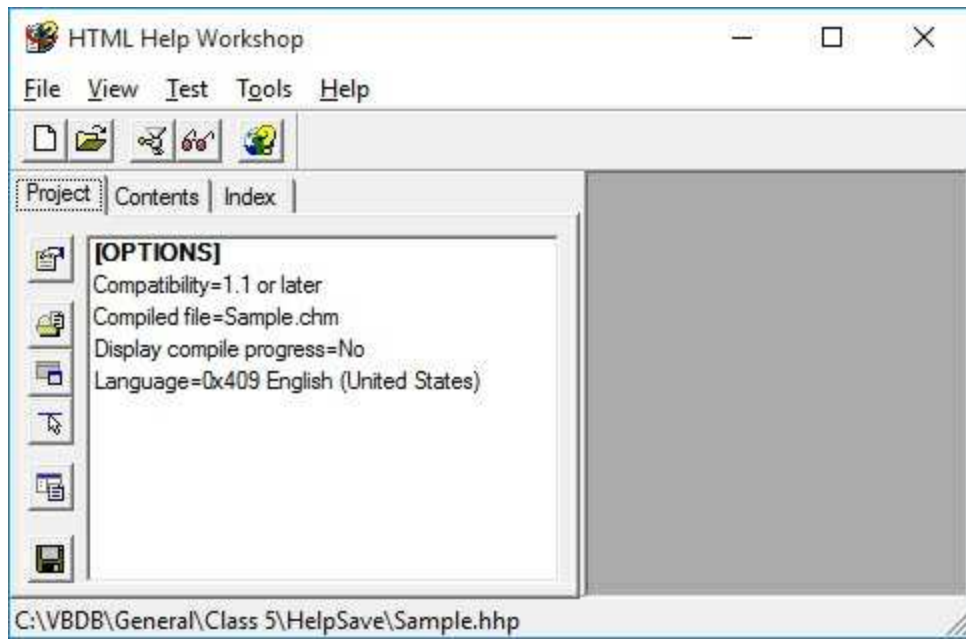 HTML Help Workshop
File View Test Tools Help
Project Contents Index
[OPTIONS]
Compatibility=1.1 or later
Compiled file=Sample.chm
Display compile progress=No
Language=0x409 English (United States)
C:\VBDB\General\Class 5\HelpSave\Sample.hhp